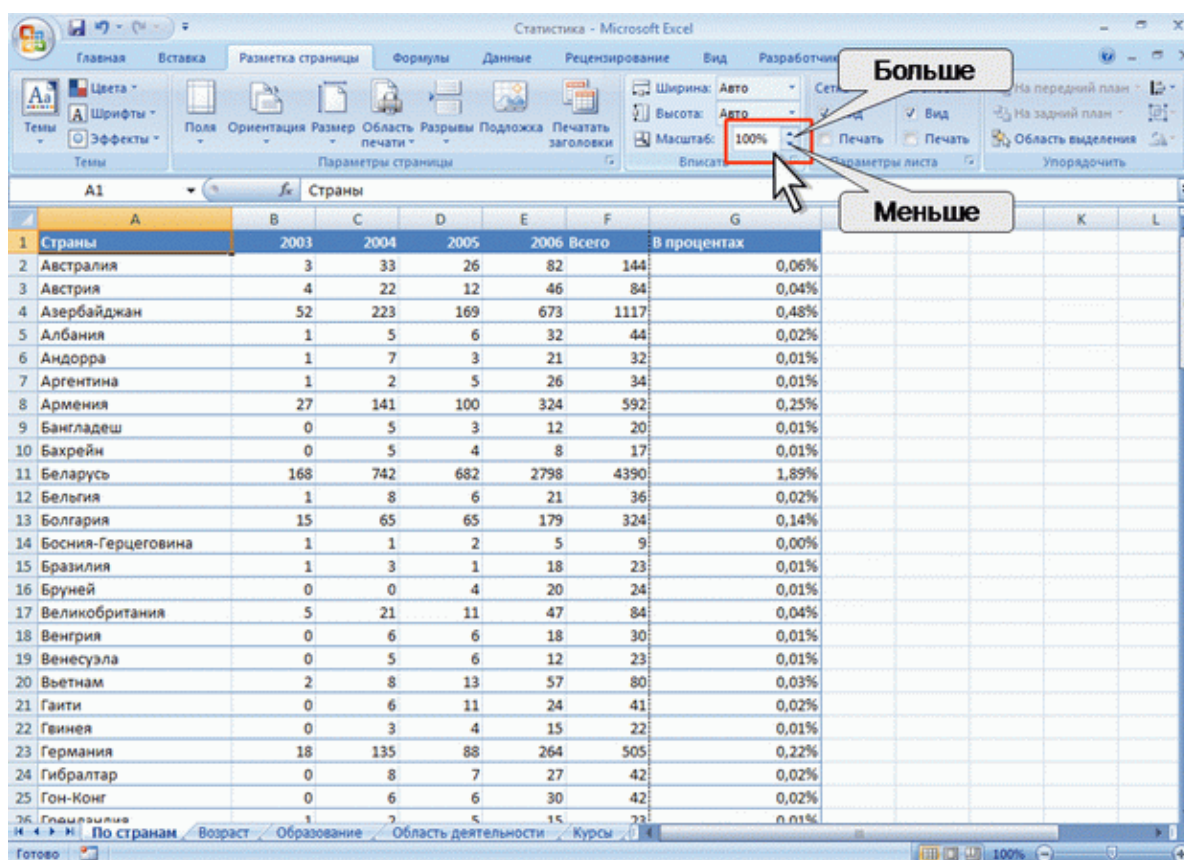 Статистика - Microsoft Excel
Главная Вставка Разметка страницы Формулы Данные Рецензирование Вид
Больше
Цвета Ширина: Авто На передний план
Шрифты Высота: Авто Вид На задний план
Темы Эффекты Поля Ориентация Размер Область печати Разрывы Подложка Печатать заголовки Масштаб: 100% Печать Печать Область выделения
Темы Параметры страницы Параметры листа Упорядочить
A1 fx Страны
Меньше
A B C D E F G K L
1 Страны 2003 2004 2005 2006 Всего В процентах
2 Австралия 3 33 26 82 144 0,06%
3 Австрия 4 22 12 46 84 0,04%
4 Азербайджан 52 223 169 673 1117 0,48%
5 Албания 1 5 6 32 44 0,02%
6 Андорра 1 7 3 21 32 0,01%
7 Аргентина 1 2 5 26 34 0,01%
8 Армения 27 141 100 324 592 0,25%
9 Бангладеш 0 5 3 12 20 0,01%
10 Бахрейн 0 5 4 8 17 0,01%
11 Беларусь 168 742 682 2798 4390 1,89%
12 Бельгия 1 8 6 21 36 0,02%
13 Болгария 15 65 65 179 324 0,14%
14 Босния-Герцеговина 1 1 2 5 9 0,00%
15 Бразилия 1 3 1 18 23 0,01%
16 Бруней 0 0 4 20 24 0,01%
17 Великобритания 5 21 11 47 84 0,04%
18 Венгрия 0 6 6 18 30 0,01%
19 Венесуэла 0 5 6 12 23 0,01%
20 Вьетнам 2 8 13 57 80 0,03%
21 Гаити 0 6 11 24 41 0,02%
22 Гвинея 0 3 4 15 22 0,01%
23 Германия 18 135 88 264 505 0,22%
24 Гибралтар 0 8 7 27 42 0,02%
25 Гон-Конг 0 6 6 30 42 0,02%
26 Гренландия 1 2 5 15 23 0,01%
По странам Возраст Образование Область деятельности Курсы
Готово 100%